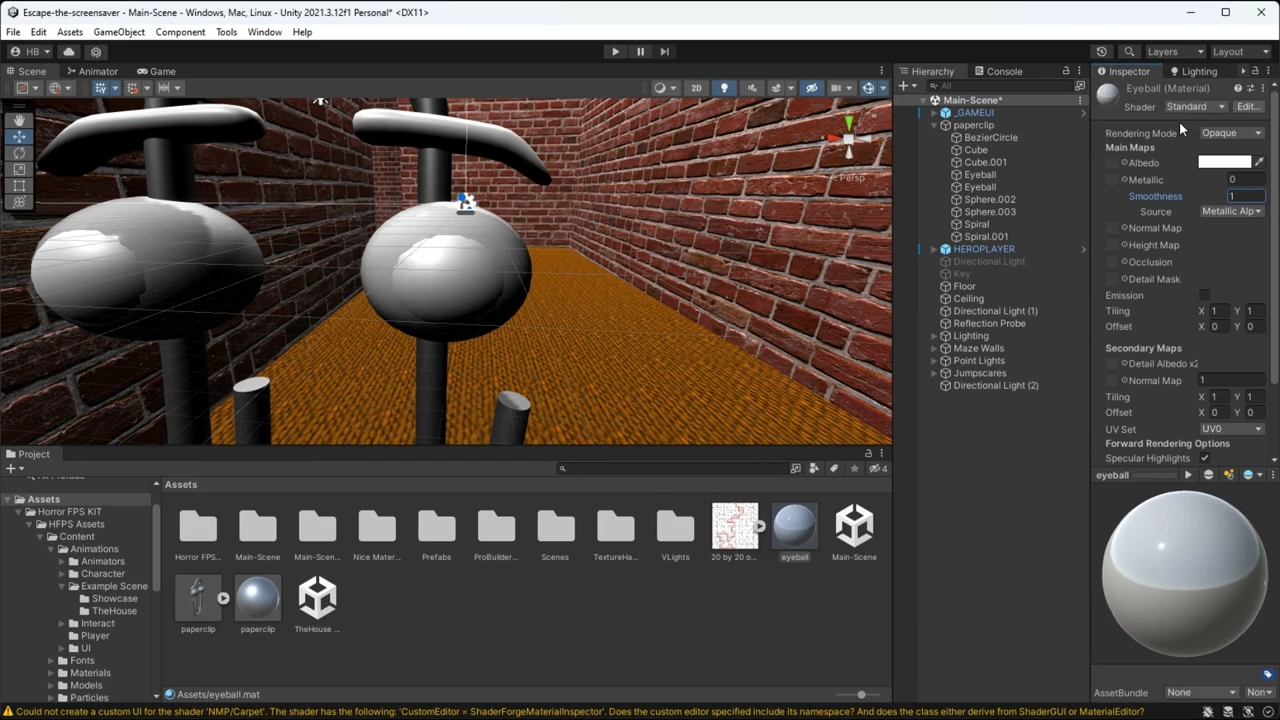 Escape-the-screensaver - Main-Scene - Windows, Mac, Linux - Unity 2021.3.12f1 Personal* <DX11>
File Edit Assets GameObject Component Tools Window Help
HB Layers Layout
Scene Animator Game
2D
Persp
Hierarchy Console
All
Main-Scene*
_GAMEUI
paperclip
BezierCircle
Cube
Cube.001
Eyeball
Eyeball
Sphere.002
Sphere.003
Spiral
Spiral.001
HEROPLAYER
Directional Light
Key
Floor
Ceiling
Directional Light (1)
Reflection Probe
Lighting
Maze Walls
Point Lights
Jumpscares
Directional Light (2)
Inspector Lighting
Eyeball (Material)
Shader Standard Edit...
Rendering Mode Opaque
Main Maps
Albedo
Metallic 0
Smoothness 1
Source Metallic Alp
Normal Map
Height Map
Occlusion
Detail Mask
Emission
Tiling X 1 Y 1
Offset X 0 Y 0
Secondary Maps
Detail Albedo x2
Normal Map 1
Tiling X 1 Y 1
Offset X 0 Y 0
UV Set UV0
Forward Rendering Options
Specular Highlights
eyeball
AssetBundle None Non
Project
4
Assets
Horror FPS KIT
HFPS Assets
Content
Animations
Animators
Character
Example Scene
Showcase
TheHouse
Interact
Player
UI
Fonts
Materials
Models
Particles
Assets
Horror FPS... Main-Scene Main-Scen... Nice Mater... Prefabs ProBuilder... Scenes TextureHa... VLights 20 by 20 o... eyeball Main-Scene
paperclip paperclip TheHouse ...
Assets/eyeball.mat
Could not create a custom UI for the shader 'NMP/Carpet'. The shader has the following: 'CustomEditor = ShaderForgeMaterialInspector'. Does the custom editor specified include its namespace? And does the class either derive from ShaderGUI or MaterialEditor?